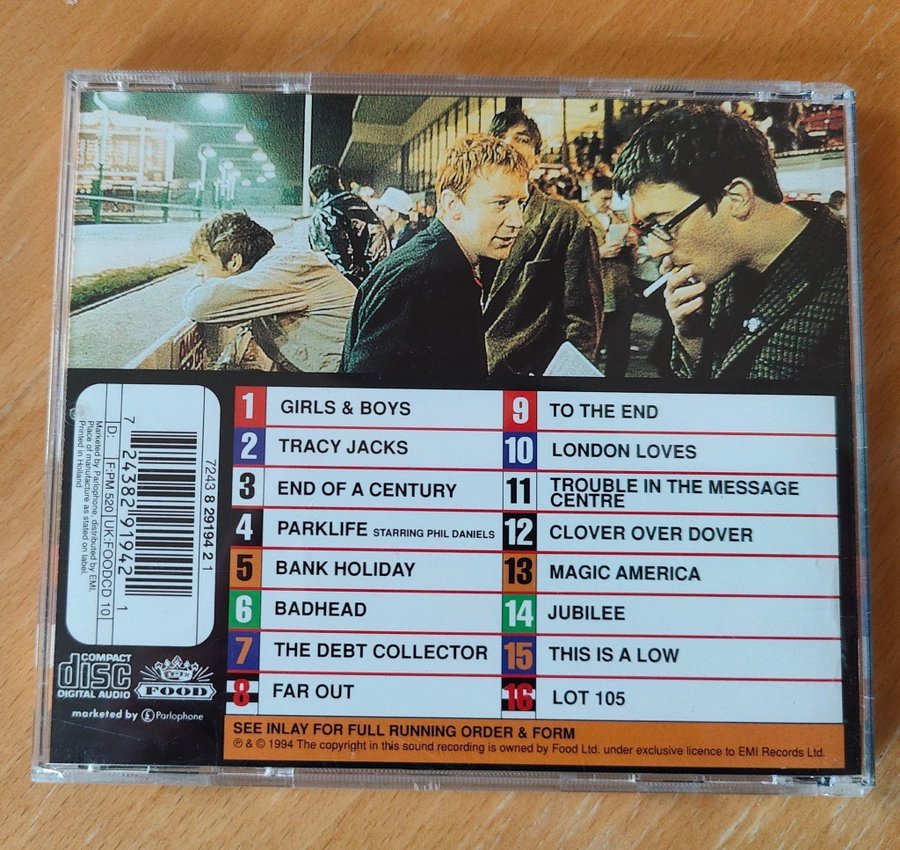 1 GIRLS & BOYS
2 TRACY JACKS
3 END OF A CENTURY
4 PARKLIFE STARRING PHIL DANIELS
5 BANK HOLIDAY
6 BADHEAD
7 THE DEBT COLLECTOR
8 FAR OUT
9 TO THE END
10 LONDON LOVES
11 TROUBLE IN THE MESSAGE
CENTRE
12 CLOVER OVER DOVER
13 MAGIC AMERICA
14 JUBILEE
15 THIS IS A LOW
16 LOT 105
SEE INLAY FOR FULL RUNNING ORDER & FORM
℗ & © 1994 The copyright in this sound recording is owned by Food Ltd. under exclusive licence to EMI Records Ltd.
7243 8 29194 2 1
7 24382 91942 1
D: F:PM 520 UK:FOODCD 10
Marketed by Parlophone, distributed by EMI.
Place of manufacture as stated on label.
Printed in Holland
COMPACT
disc
DIGITAL AUDIO
FOOD
marketed by £ Parlophone